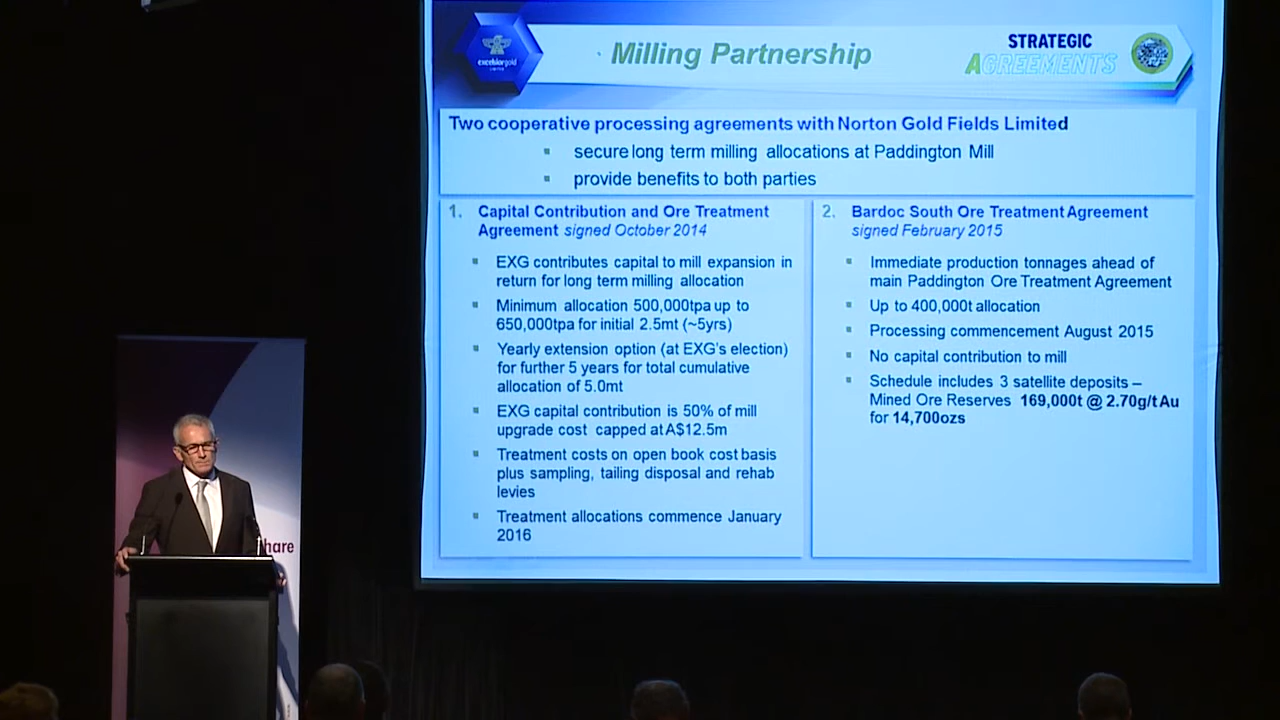 excelsiorgold
LIMITED
Milling Partnership
STRATEGIC
AGREEMENTS
Two cooperative processing agreements with Norton Gold Fields Limited
secure long term milling allocations at Paddington Mill
provide benefits to both parties
1. Capital Contribution and Ore Treatment
Agreement signed October 2014
EXG contributes capital to mill expansion in
return for long term milling allocation
Minimum allocation 500,000tpa up to
650,000tpa for initial 2.5mt (~5yrs)
Yearly extension option (at EXG's election)
for further 5 years for total cumulative
allocation of 5.0mt
EXG capital contribution is 50% of mill
upgrade cost capped at A$12.5m
Treatment costs on open book cost basis
plus sampling, tailing disposal and rehab
levies
Treatment allocations commence January
2016
2. Bardoc South Ore Treatment Agreement
signed February 2015
Immediate production tonnages ahead of
main Paddington Ore Treatment Agreement
Up to 400,000t allocation
Processing commencement August 2015
No capital contribution to mill
Schedule includes 3 satellite deposits –
Mined Ore Reserves 169,000t @ 2.70g/t Au
for 14,700ozs
hare